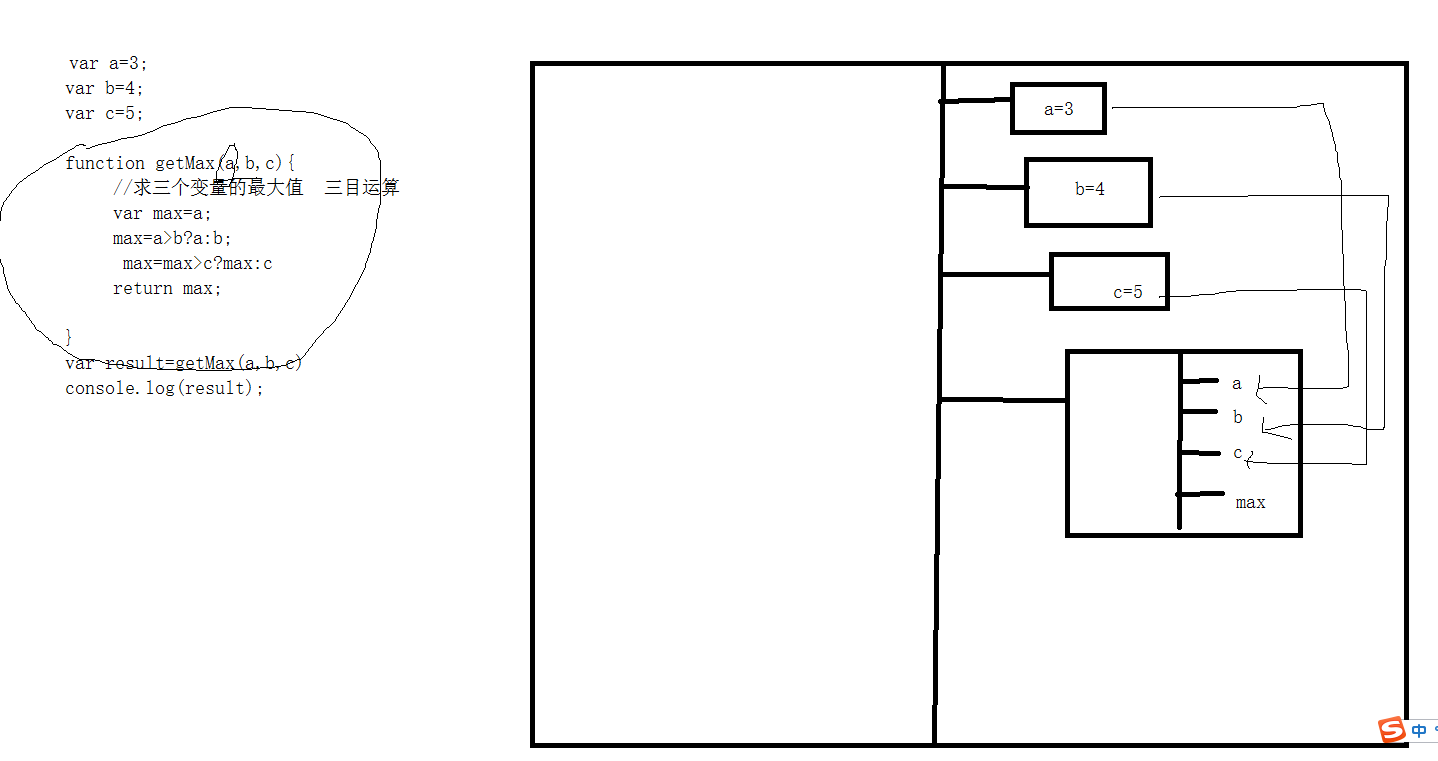 var a=3;
var b=4;
var c=5;
function getMax(a,b,c){
//求三个变量的最大值 三目运算
var max=a;
max=a>b?a:b;
max=max>c?max:c
return max;
}
var result=getMax(a,b,c)
console.log(result);
a=3
b=4
c=5
a
b
c
max
S 中